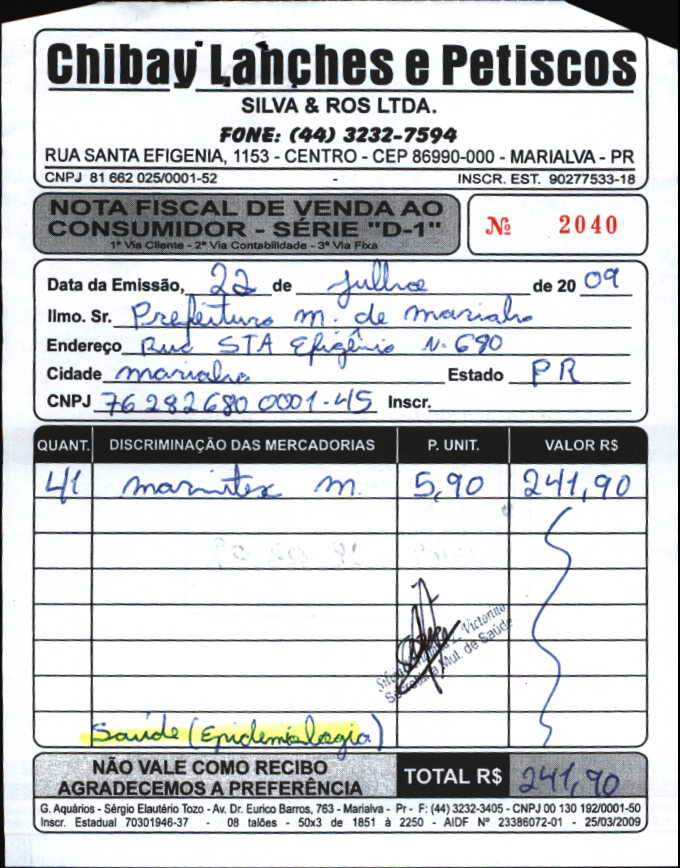 Chibay Lanches e Petiscos
SILVA & ROS LTDA.
FONE: (44) 3232-7594
RUA SANTA EFIGENIA, 1153 - CENTRO - CEP 86990-000 - MARIALVA - PR
CNPJ 81 662 025/0001-52 - INSCR. EST. 90277533-18
NOTA FISCAL DE VENDA AO
CONSUMIDOR - SÉRIE "D-1"
1ª Via Cliente - 2ª Via Contabilidade - 3ª Via Fixa
Nº 2040
Data da Emissão, 22 de Julho de 20 09
Ilmo. Sr. Prefeitura M. de Marialva
Endereço Rua STA Efigênia N. 680
Cidade Marialva Estado PR
CNPJ 76 282 680 0001-45 Inscr.
QUANT. DISCRIMINAÇÃO DAS MERCADORIAS P. UNIT. VALOR R$
41 marmitex M. 5,90 241,90
Victorino
Mul. de Saúde
Saúde (Epidemiologia)
NÃO VALE COMO RECIBO
AGRADECEMOS A PREFERÊNCIA
TOTAL R$ 241,90
G. Aquários - Sérgio Elautério Tozo - Av. Dr. Eurico Barros, 763 - Marialva - Pr - F: (44) 3232-3405 - CNPJ 00 130 192/0001-50
Inscr. Estadual 70301946-37 - 08 talões - 50x3 de 1851 à 2250 - AIDF Nº 23386072-01 - 25/03/2009